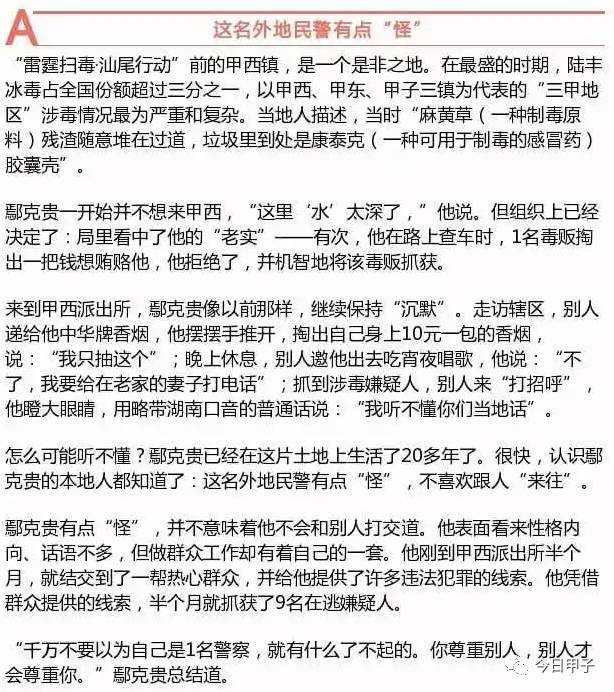 A
这名外地民警有点“怪”
“雷霆扫毒·汕尾行动”前的甲西镇，是一个是非之地。在最盛的时期，陆丰
冰毒占全国份额超过三分之一，以甲西、甲东、甲子三镇为代表的“三甲地
区”涉毒情况最为严重和复杂。当地人描述，当时“麻黄草（一种制毒原
料）残渣随意堆在过道，垃圾里到处是康泰克（一种可用于制毒的感冒药）
胶囊壳”。
鄢克贵一开始并不想来甲西，“这里‘水’太深了，”他说。但组织上已经
决定了：局里看中了他的“老实”——有次，他在路上查车时，1名毒贩掏
出一把钱想贿赂他，他拒绝了，并机智地将该毒贩抓获。
来到甲西派出所，鄢克贵像以前那样，继续保持“沉默”。走访辖区，别人
递给他中华牌香烟，他摆摆手推开，掏出自己身上10元一包的香烟，
说：“我只抽这个”；晚上休息，别人邀他出去吃宵夜唱歌，他说：“不
了，我要给在老家的妻子打电话”；抓到涉毒嫌疑人，别人来“打招呼”，
他瞪大眼睛，用略带湖南口音的普通话说：“我听不懂你们当地话”。
怎么可能听不懂？鄢克贵已经在这片土地上生活了20多年了。很快，认识鄢
克贵的本地人都知道了：这名外地民警有点“怪”，不喜欢跟人“来往”。
鄢克贵有点“怪”，并不意味着他不会和别人打交道。他表面看来性格内
向、话语不多，但做群众工作却有着自己的一套。他刚到甲西派出所半个
月，就结交到了一帮热心群众，并给他提供了许多违法犯罪的线索。他凭借
群众提供的线索，半个月就抓获了9名在逃嫌疑人。
“千万不要以为自己是1名警察，就有什么了不起的。你尊重别人，别人才
会尊重你。”鄢克贵总结道。
今日甲子